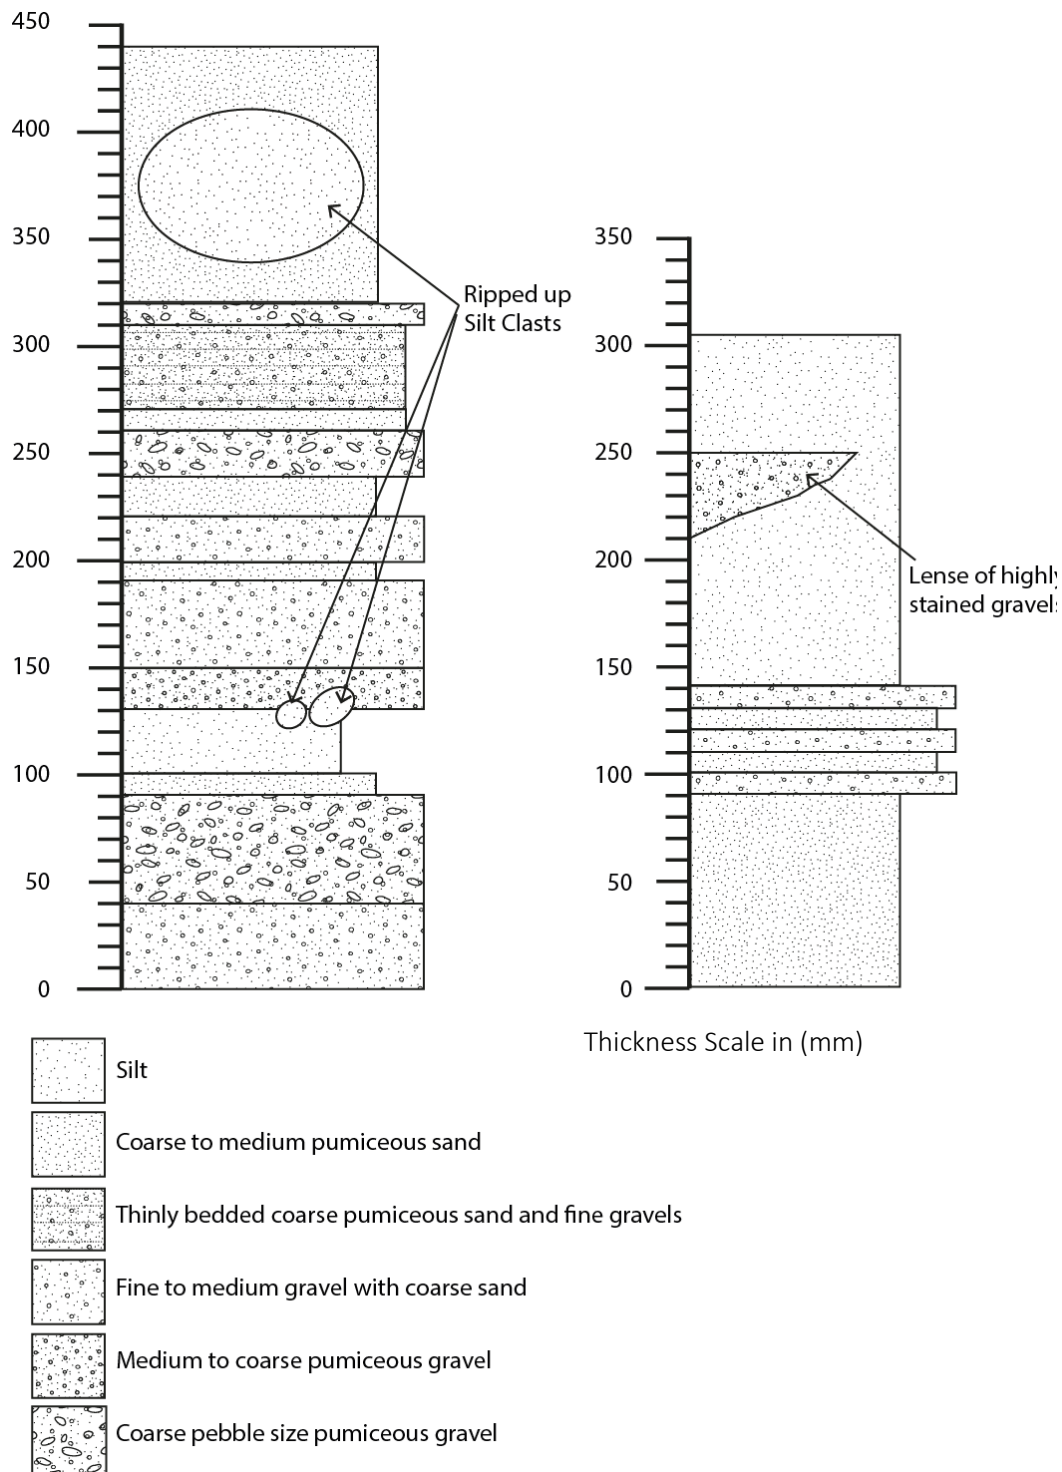 450
400
350
300
250
200
150
100
50
0
Ripped up
Silt Clasts
350
300
250
200
150
100
50
0
Lense of highly
stained gravels
Thickness Scale in (mm)
Silt
Coarse to medium pumiceous sand
Thinly bedded coarse pumiceous sand and fine gravels
Fine to medium gravel with coarse sand
Medium to coarse pumiceous gravel
Coarse pebble size pumiceous gravel